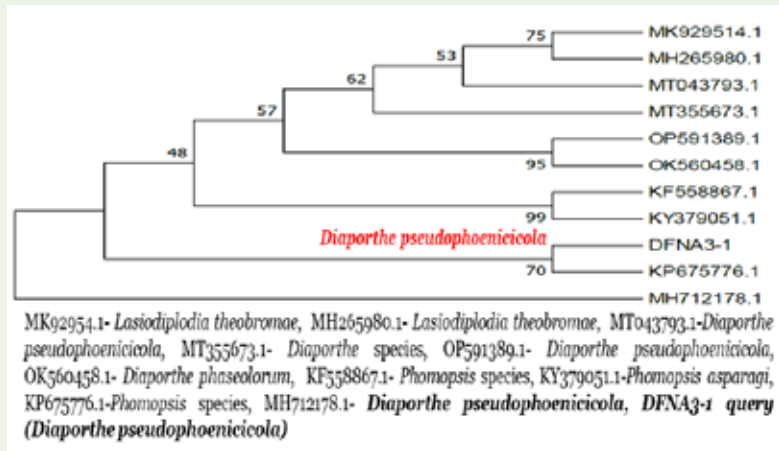 75
MK929514.1
53
MH265980.1
62
MT043793.1
57
MT355673.1
48
OP591389.1
95
OK560458.1
KF558867.1
99
KY379051.1
Diaporthe pseudophoenicicola
DFNA3-1
70
KP675776.1
MH712178.1
MK92954.1- Lasiodiplodia theobromae, MH265980.1- Lasiodiplodia theobromae, MT043793.1-Diaporthe
pseudophoenicicola, MT355673.1- Diaporthe species, OP591389.1- Diaporthe pseudophoenicicola,
OK560458.1- Diaporthe phaseolorum, KF558867.1- Phomopsis species, KY379051.1-Phomopsis asparagi,
KP675776.1-Phomopsis species, MH712178.1- Diaporthe pseudophoenicicola, DFNA3-1 query
(Diaporthe pseudophoenicicola)